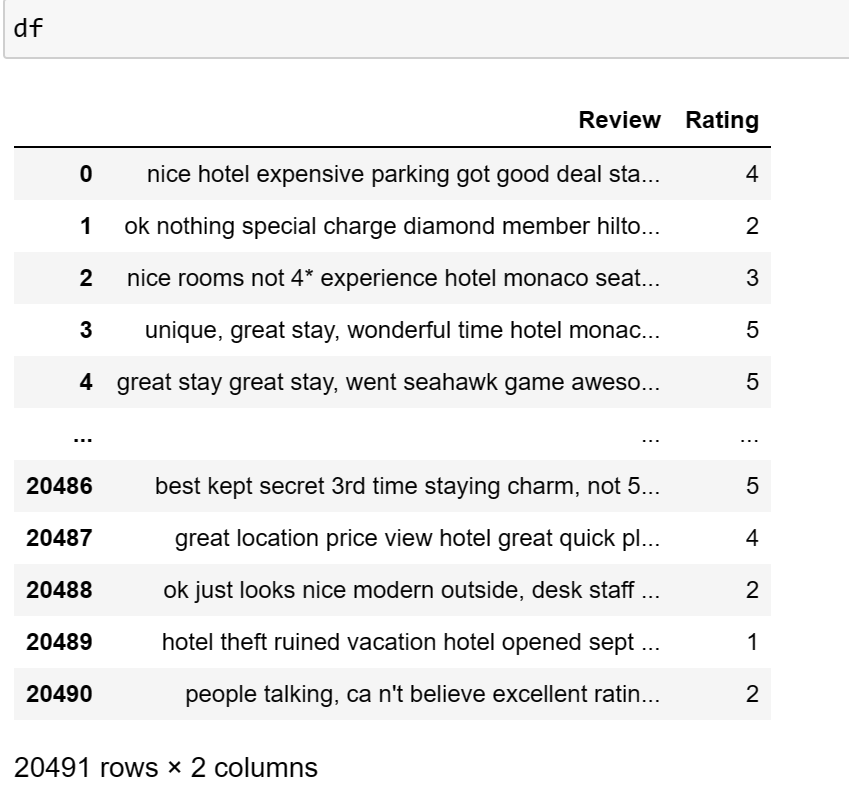 df
Review Rating
0 nice hotel expensive parking got good deal sta... 4
1 ok nothing special charge diamond member hilto... 2
2 nice rooms not 4* experience hotel monaco seat... 3
3 unique, great stay, wonderful time hotel monac... 5
4 great stay great stay, went seahawk game aweso... 5
... ... ...
20486 best kept secret 3rd time staying charm, not 5... 5
20487 great location price view hotel great quick pl... 4
20488 ok just looks nice modern outside, desk staff ... 2
20489 hotel theft ruined vacation hotel opened sept ... 1
20490 people talking, ca n't believe excellent ratin... 2
20491 rows × 2 columns